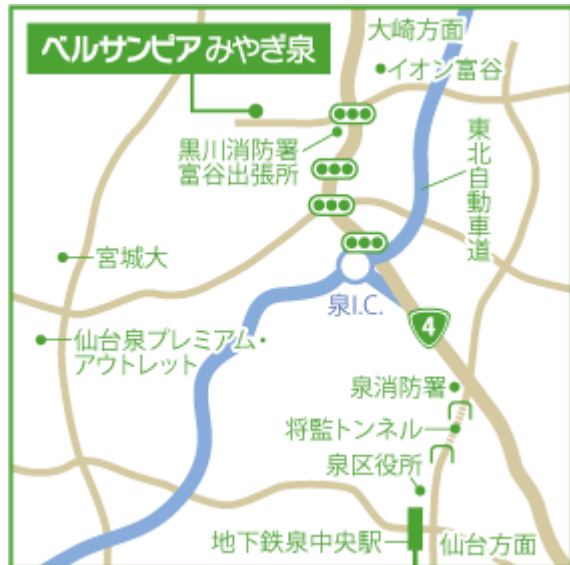 大崎方面
ベルサンピア みやぎ泉
イオン富谷
黒川消防署
富谷出張所
東北自動車道
宮城大
泉I.C.
4
仙台泉プレミアム・
アウトレット
泉消防署
将監トンネル
泉区役所
地下鉄泉中央駅
仙台方面